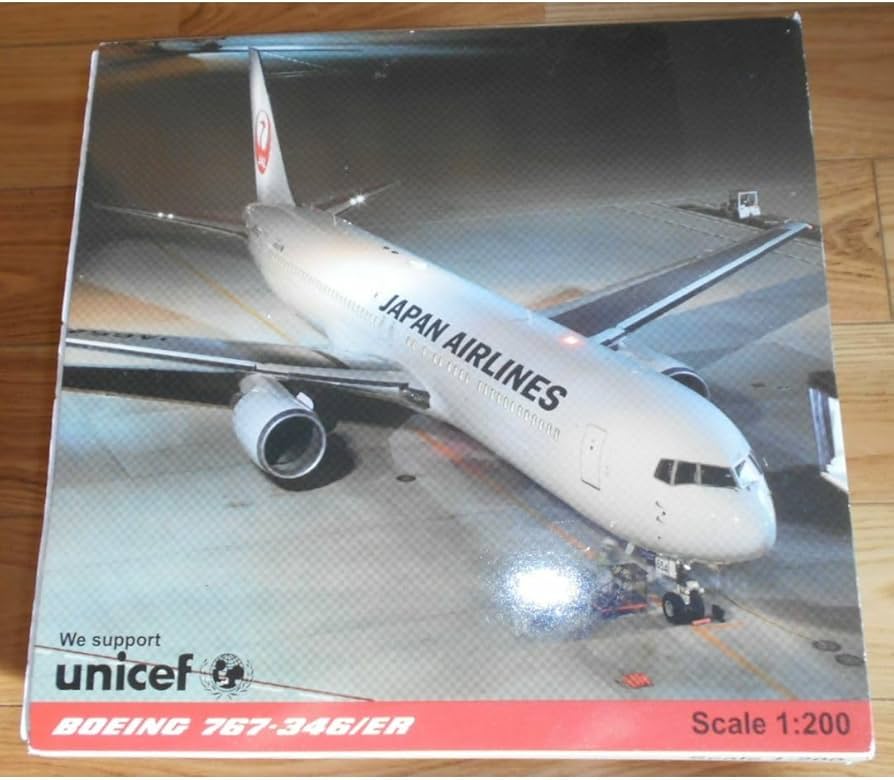 JAPAN AIRLINES
We support
unicef
BOEING 767-346/ER
Scale 1:200